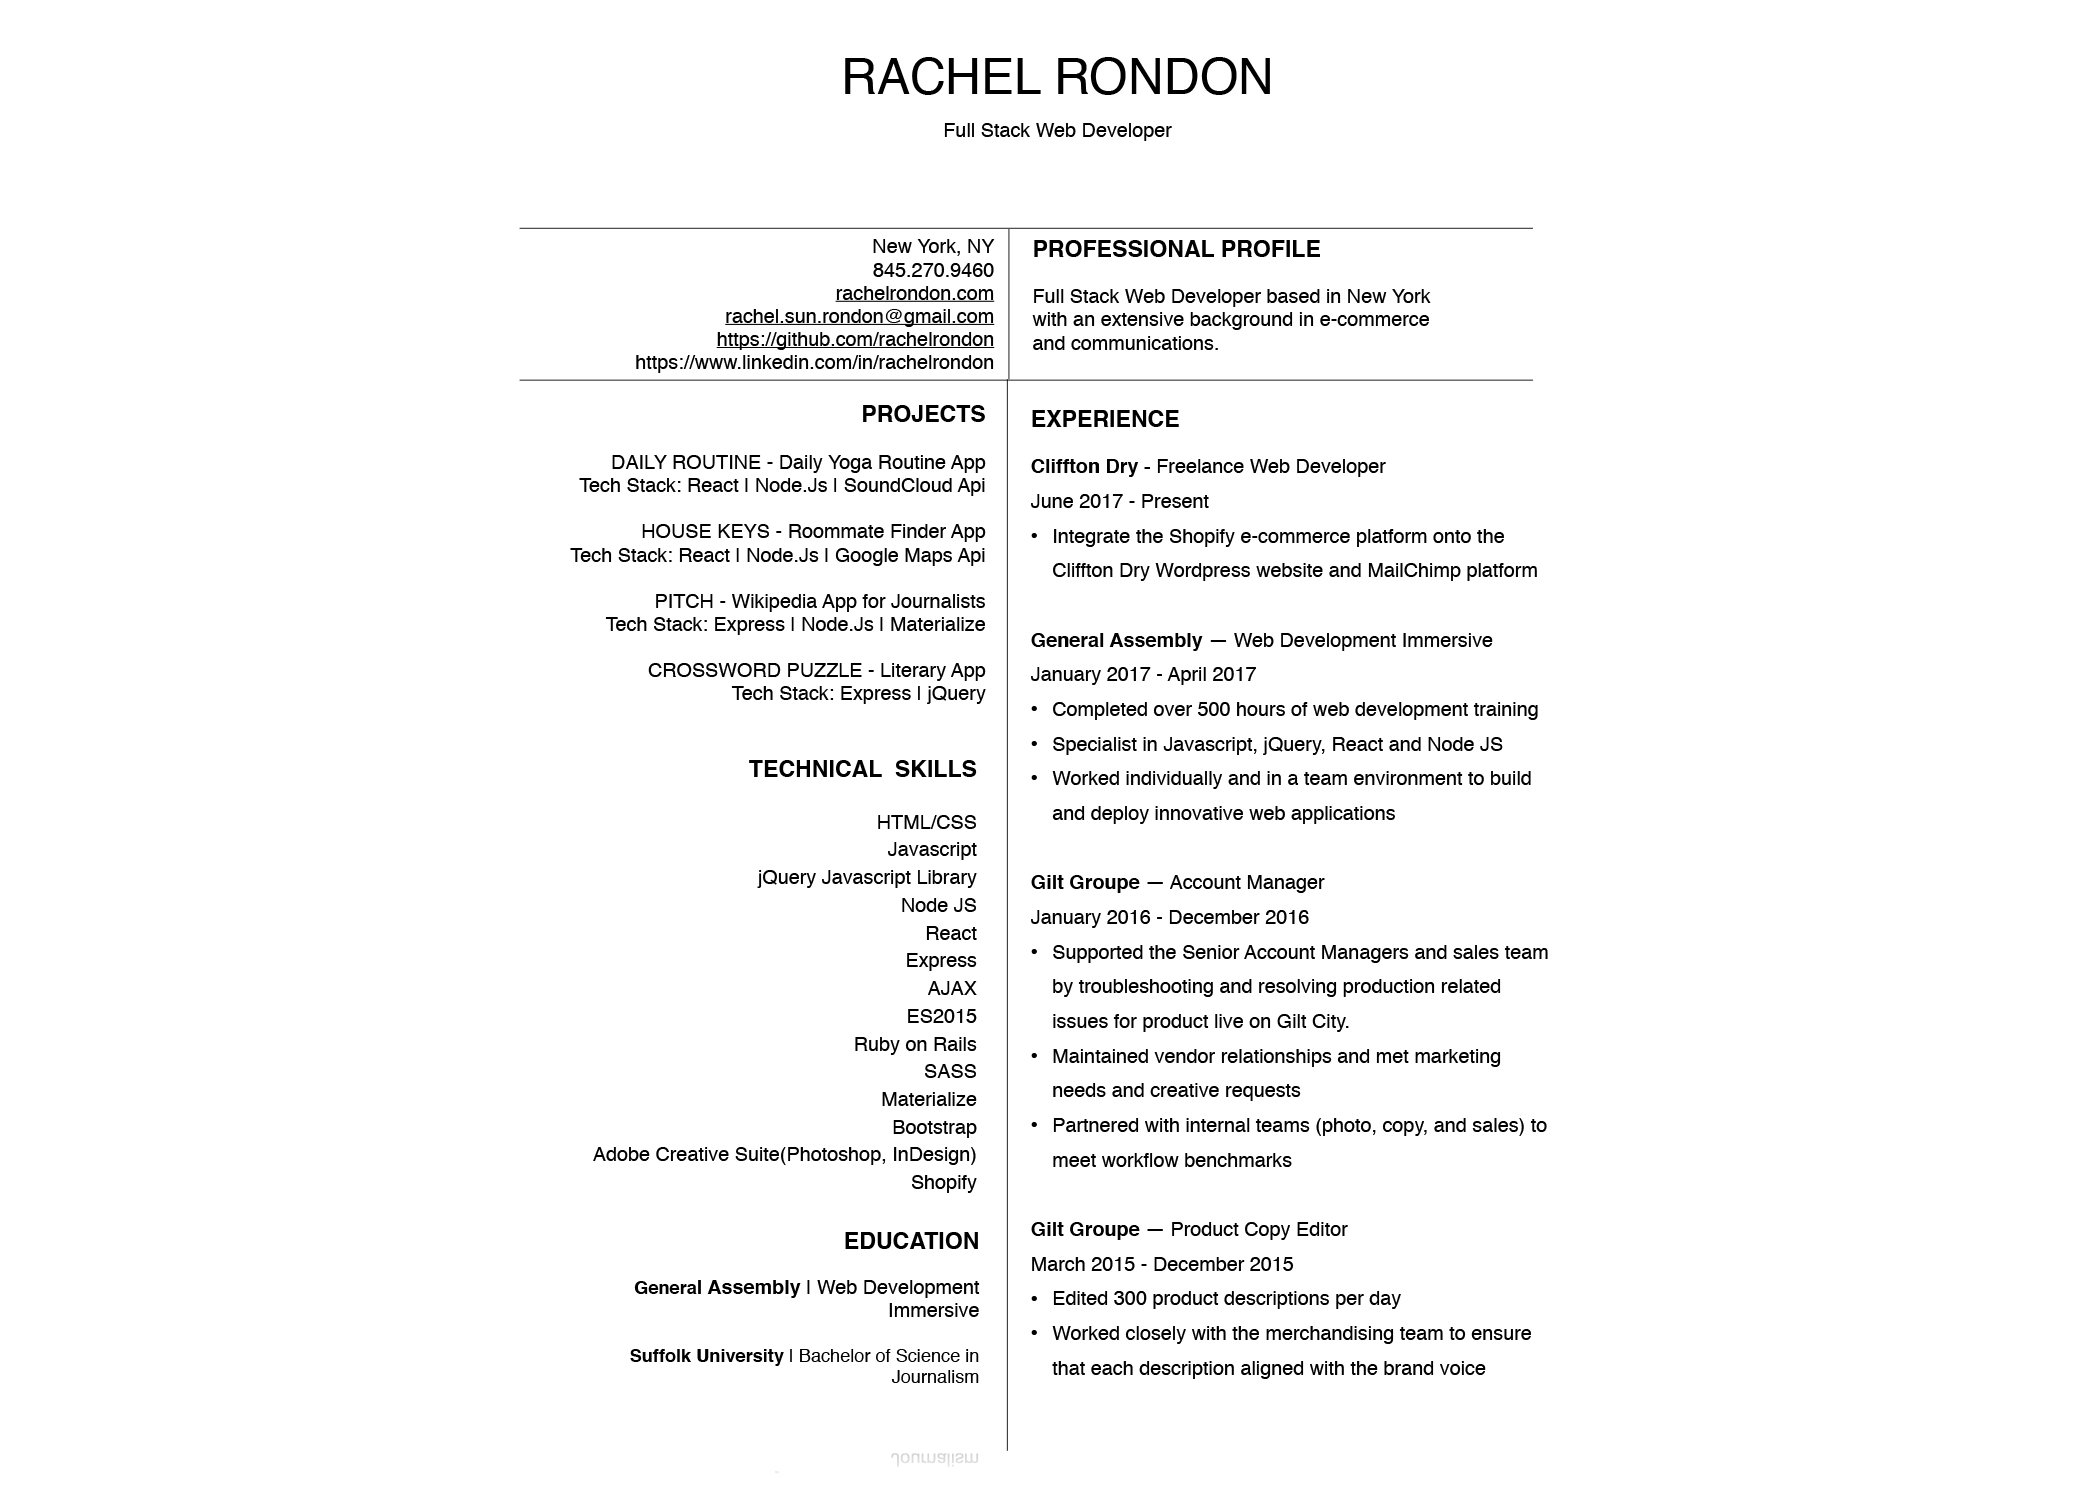 RACHEL RONDON
Full Stack Web Developer
New York, NY
845.270.9460
rachelrondon.com
rachel.sun.rondon@gmail.com
https://github.com/rachelrondon
https://www.linkedin.com/in/rachelrondon
PROFESSIONAL PROFILE
Full Stack Web Developer based in New York
with an extensive background in e-commerce
and communications.
PROJECTS
DAILY ROUTINE - Daily Yoga Routine App
Tech Stack: React | Node.Js | SoundCloud Api
HOUSE KEYS - Roommate Finder App
Tech Stack: React | Node.Js | Google Maps Api
PITCH - Wikipedia App for Journalists
Tech Stack: Express | Node.Js | Materialize
CROSSWORD PUZZLE - Literary App
Tech Stack: Express | jQuery
TECHNICAL  SKILLS
HTML/CSS
Javascript
jQuery Javascript Library
Node JS
React
Express
AJAX
ES2015
Ruby on Rails
SASS
Materialize
Bootstrap
Adobe Creative Suite(Photoshop, InDesign)
Shopify
EDUCATION
General Assembly | Web Development
Immersive
Suffolk University | Bachelor of Science in
Journalism
Journalism
EXPERIENCE
Cliffton Dry - Freelance Web Developer
June 2017 - Present
• Integrate the Shopify e-commerce platform onto the
Cliffton Dry Wordpress website and MailChimp platform
General Assembly — Web Development Immersive
January 2017 - April 2017
• Completed over 500 hours of web development training
• Specialist in Javascript, jQuery, React and Node JS
• Worked individually and in a team environment to build
and deploy innovative web applications
Gilt Groupe — Account Manager
January 2016 - December 2016
• Supported the Senior Account Managers and sales team
by troubleshooting and resolving production related
issues for product live on Gilt City.
• Maintained vendor relationships and met marketing
needs and creative requests
• Partnered with internal teams (photo, copy, and sales) to
meet workflow benchmarks
Gilt Groupe — Product Copy Editor
March 2015 - December 2015
• Edited 300 product descriptions per day
• Worked closely with the merchandising team to ensure
that each description aligned with the brand voice